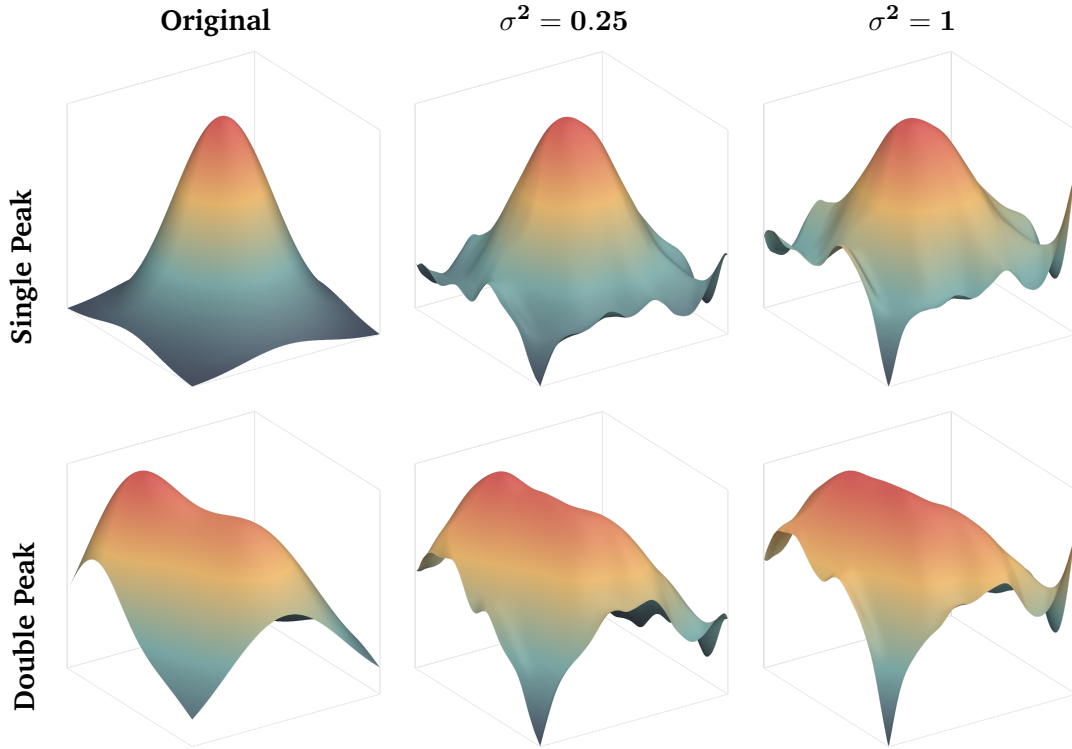 Original
σ² = 0.25
σ² = 1
Single Peak
Double Peak